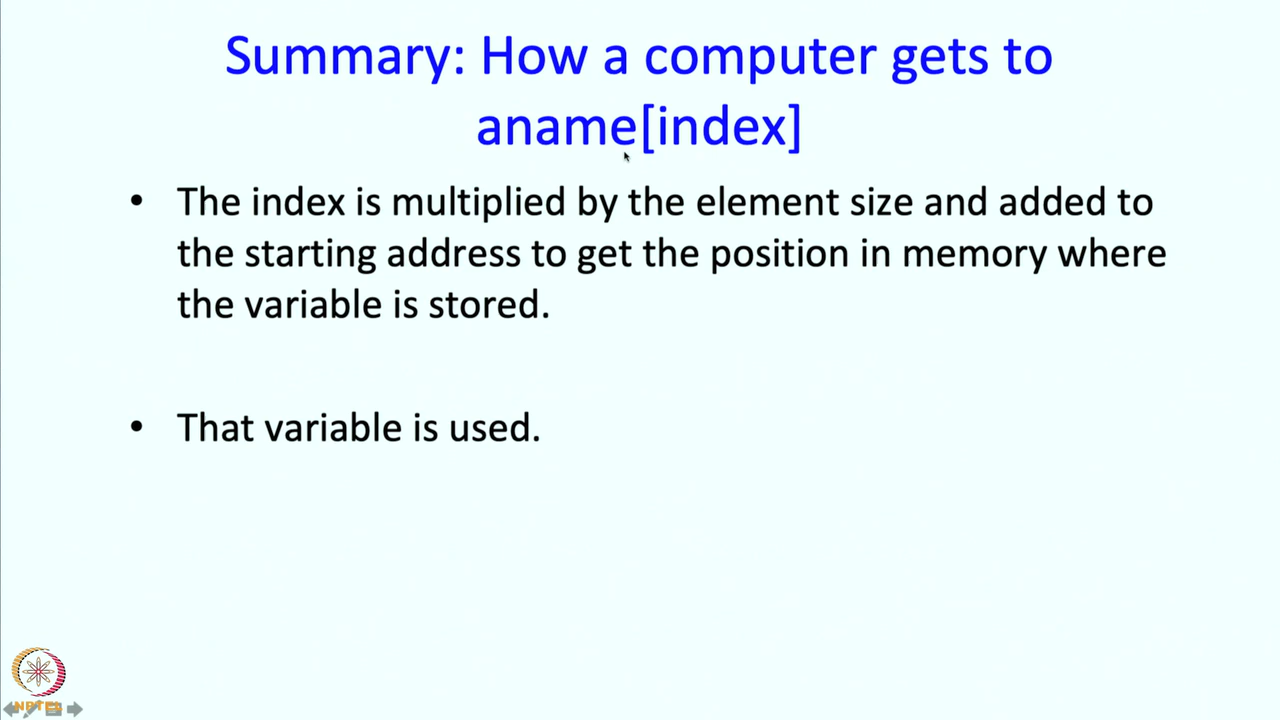 Summary: How a computer gets to
aname[index]
• The index is multiplied by the element size and added to
the starting address to get the position in memory where
the variable is stored.
• That variable is used.
NPTEL